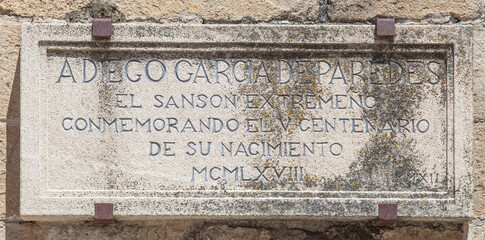 A DIEGO GARCIA DE PAREDES
EL SANSON EXTREMEÑO
CONMEMORANDO EL V CENTENARIO
DE SU NACIMIENTO
MCMLXVIII